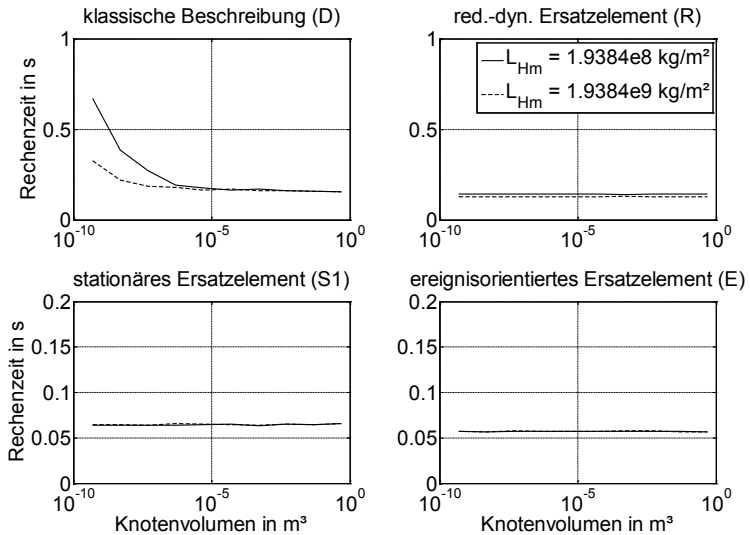 klassische Beschreibung (D)
red.-dyn. Ersatzelement (R)
Rechenzeit in s
1
0.5
0
10^-10
10^-5
10^0
1
0.5
0
10^-10
10^-5
10^0
L_Hm = 1.9384e8 kg/m²
L_Hm = 1.9384e9 kg/m²
stationäres Ersatzelement (S1)
ereignisorientiertes Ersatzelement (E)
Rechenzeit in s
0.2
0.15
0.1
0.05
0
10^-10
10^-5
10^0
Knotenvolumen in m³
0.2
0.15
0.1
0.05
0
10^-10
10^-5
10^0
Knotenvolumen in m³